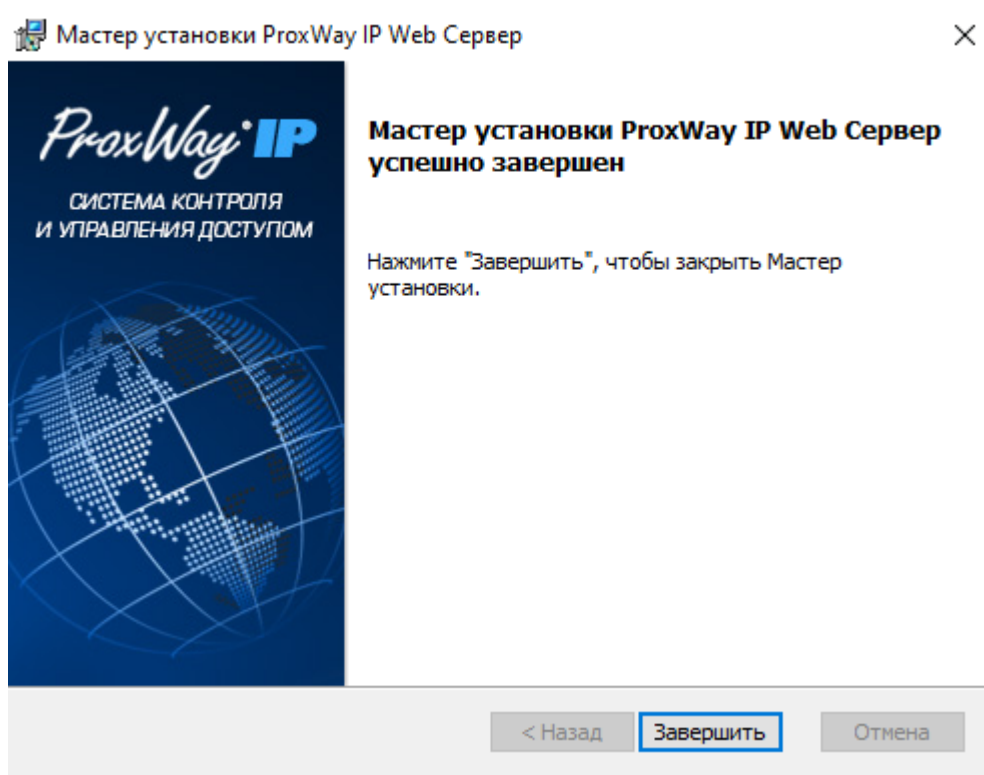 Мастер установки ProxWay IP Web Сервер
ProxWay IP
СИСТЕМА КОНТРОЛЯ
И УПРАВЛЕНИЯ ДОСТУПОМ
Мастер установки ProxWay IP Web Сервер
успешно завершен
Нажмите "Завершить", чтобы закрыть Мастер
установки.
< Назад
Завершить
Отмена